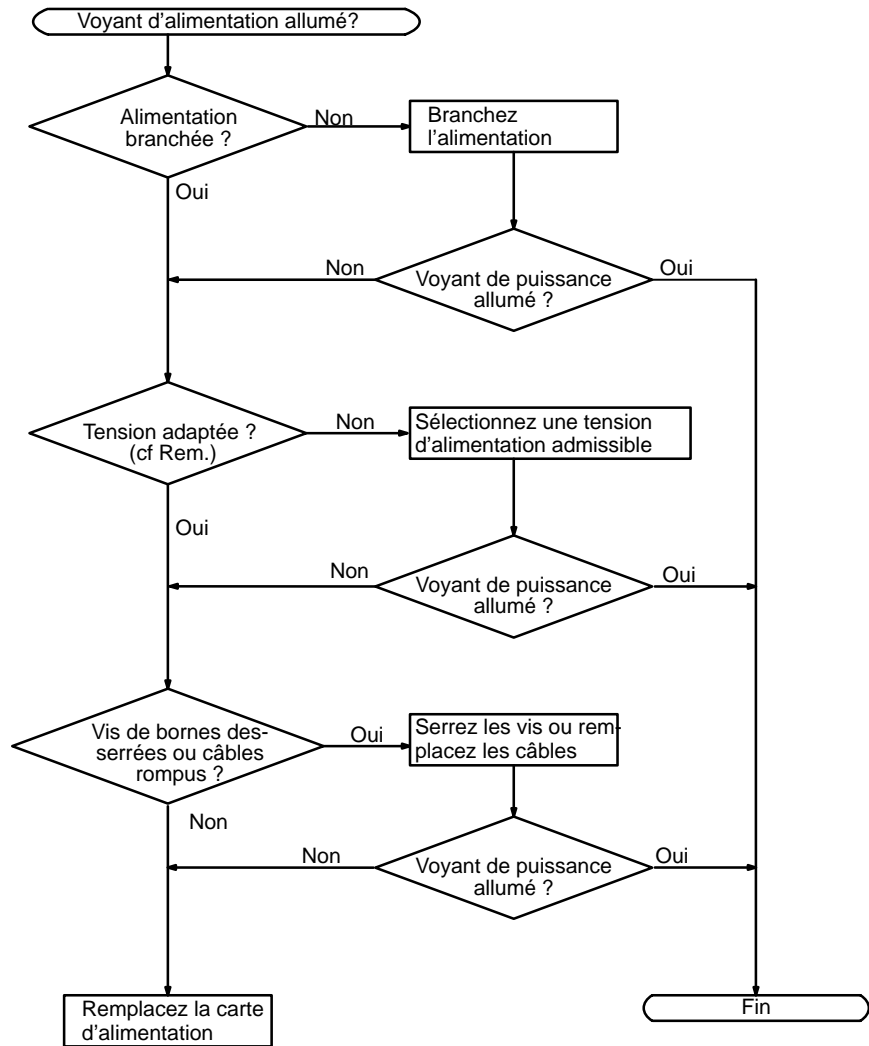 Voyant d'alimentation allumé?
Alimentation
branchée ?
Non
Branchez
l'alimentation
Oui
Non
Voyant de puissance
allumé ?
Oui
Tension adaptée ?
(cf Rem.)
Non
Sélectionnez une tension
d'alimentation admissible
Oui
Non
Voyant de puissance
allumé ?
Oui
Vis de bornes des-
serrées ou câbles
rompus ?
Oui
Serrez les vis ou rem-
placez les câbles
Non
Non
Voyant de puissance
allumé ?
Oui
Remplacez la carte
d'alimentation
Fin